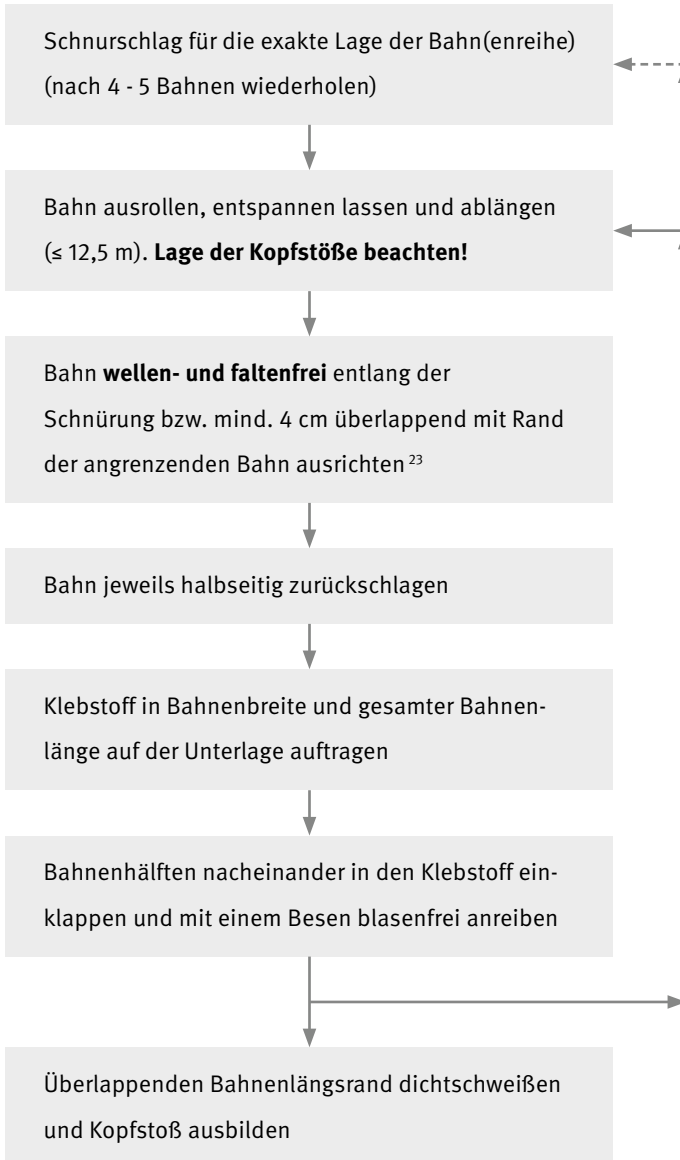 Schnurschlag für die exakte Lage der Bahn(enreihe)
(nach 4 - 5 Bahnen wiederholen)
Bahn ausrollen, entspannen lassen und ablängen
(≤ 12,5 m). Lage der Kopfstöße beachten!
Bahn wellen- und faltenfrei entlang der
Schnürung bzw. mind. 4 cm überlappend mit Rand
der angrenzenden Bahn ausrichten 23
Bahn jeweils halbseitig zurückschlagen
Klebstoff in Bahnenbreite und gesamter Bahnen-
länge auf der Unterlage auftragen
Bahnenhälften nacheinander in den Klebstoff ein-
klappen und mit einem Besen blasenfrei anreiben
Überlappenden Bahnenlängsrand dichtschweißen
und Kopfstoß ausbilden